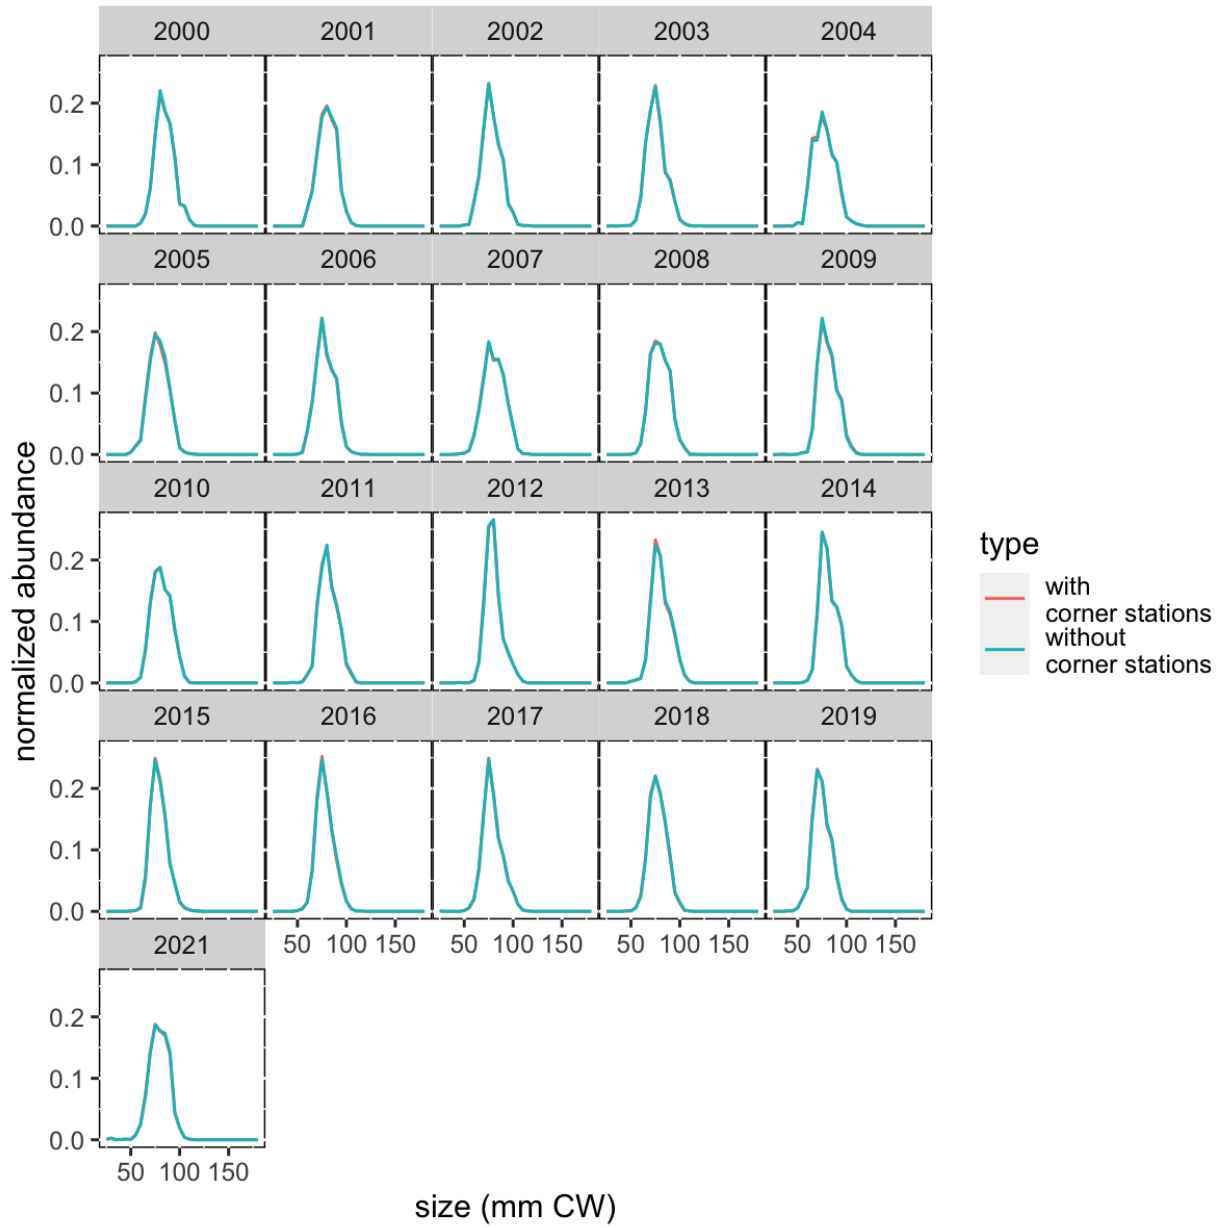 2000 2001 2002 2003 2004
0.2
0.1
0.0
2005 2006 2007 2008 2009
0.2
0.1
0.0
2010 2011 2012 2013 2014
0.2
0.1
0.0
2015 2016 2017 2018 2019
0.2
0.1
0.0
50 100 150 50 100 150 50 100 150 50 100 150
2021
0.2
0.1
0.0
50 100 150
size (mm CW)
normalized abundance
type
with
corner stations
without
corner stations